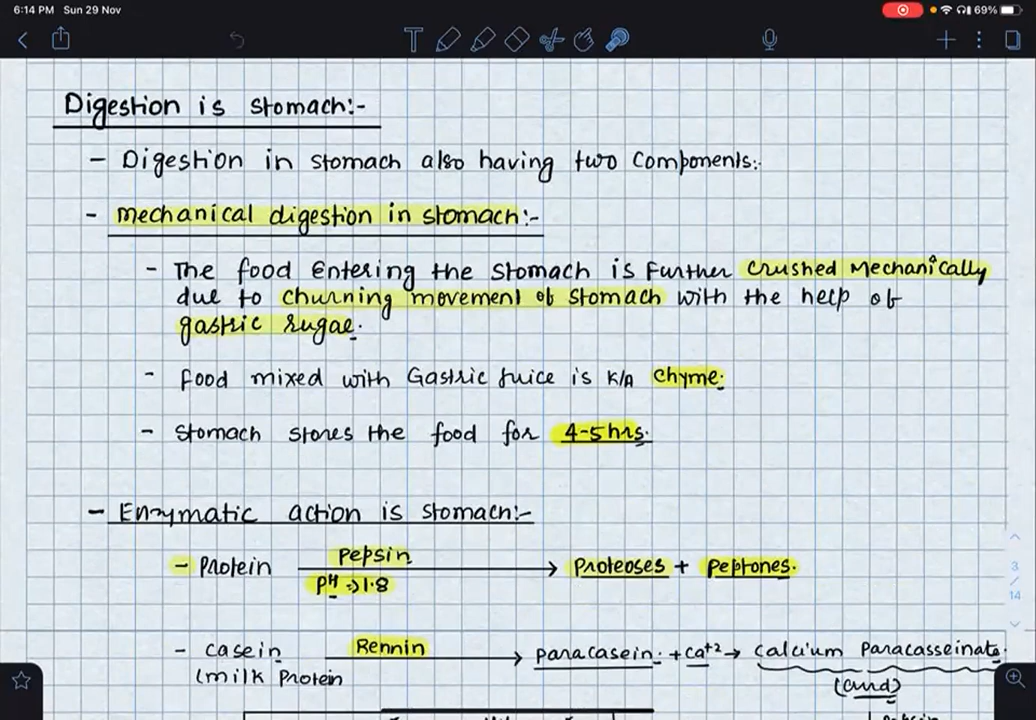 6:14 PM Sun 29 Nov
69%
Digestion is stomach:-
- Digestion in stomach also having two components:-
- mechanical digestion in stomach:-
- The food Entering the stomach is Further crushed Mechanically
due to churning movement of stomach with the help of
gastric rugae.
- food mixed with Gastric Juice is K/A chyme.
- Stomach stores the food for 4-5 hrs.
- Enzymatic action is stomach:-
- Protein Pepsin → Proteoses + Peptones.
PH => 1.8
3
/
14
- casein Rennin → paracasein. + ca+2 → calcium Paracasseinate.
(milk Protein
(curd)